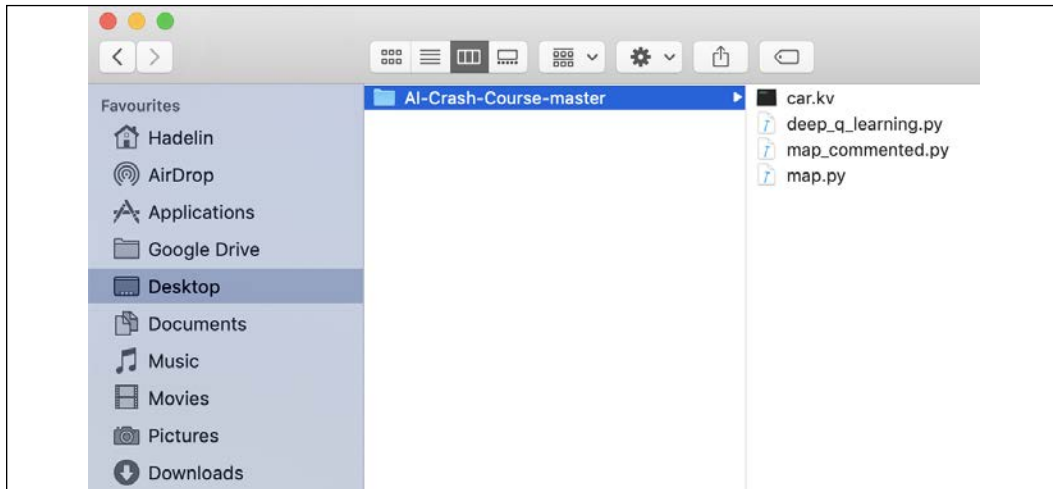 Favourites
Hadelin
AirDrop
Applications
Google Drive
Desktop
Documents
Music
Movies
Pictures
Downloads
AI-Crash-Course-master
car.kv
deep_q_learning.py
map_commented.py
map.py